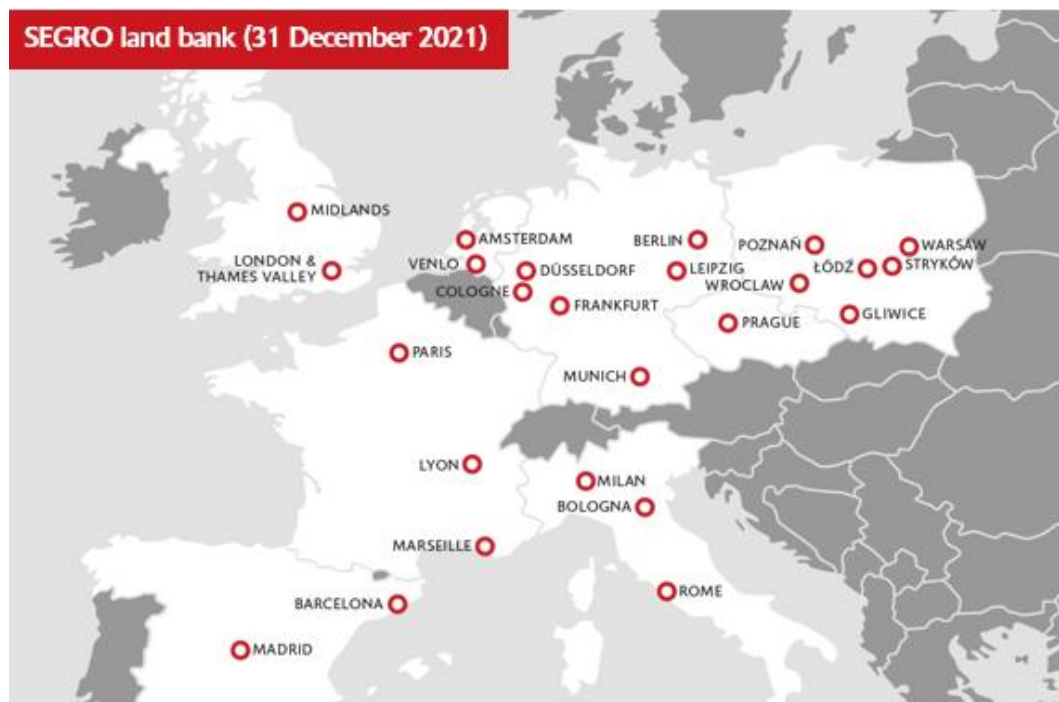 SEGRO land bank (31 December 2021)
MIDLANDS
LONDON &
THAMES VALLEY
AMSTERDAM
VENLO
DÜSSELDORF
COLOGNE
FRANKFURT
BERLIN
LEIPZIG
POZNAŃ
WARSAW
ŁÓDŹ
STRYKÓW
WROCLAW
GLIWICE
PRAGUE
PARIS
MUNICH
LYON
MILAN
BOLOGNA
MARSEILLE
BARCELONA
ROME
MADRID